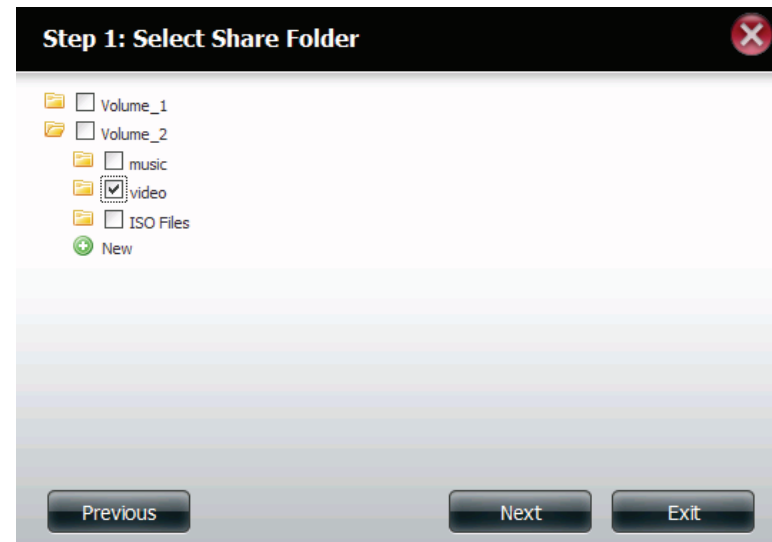 Step 1: Select Share Folder
Volume_1
Volume_2
music
video
ISO Files
New
Previous Next Exit